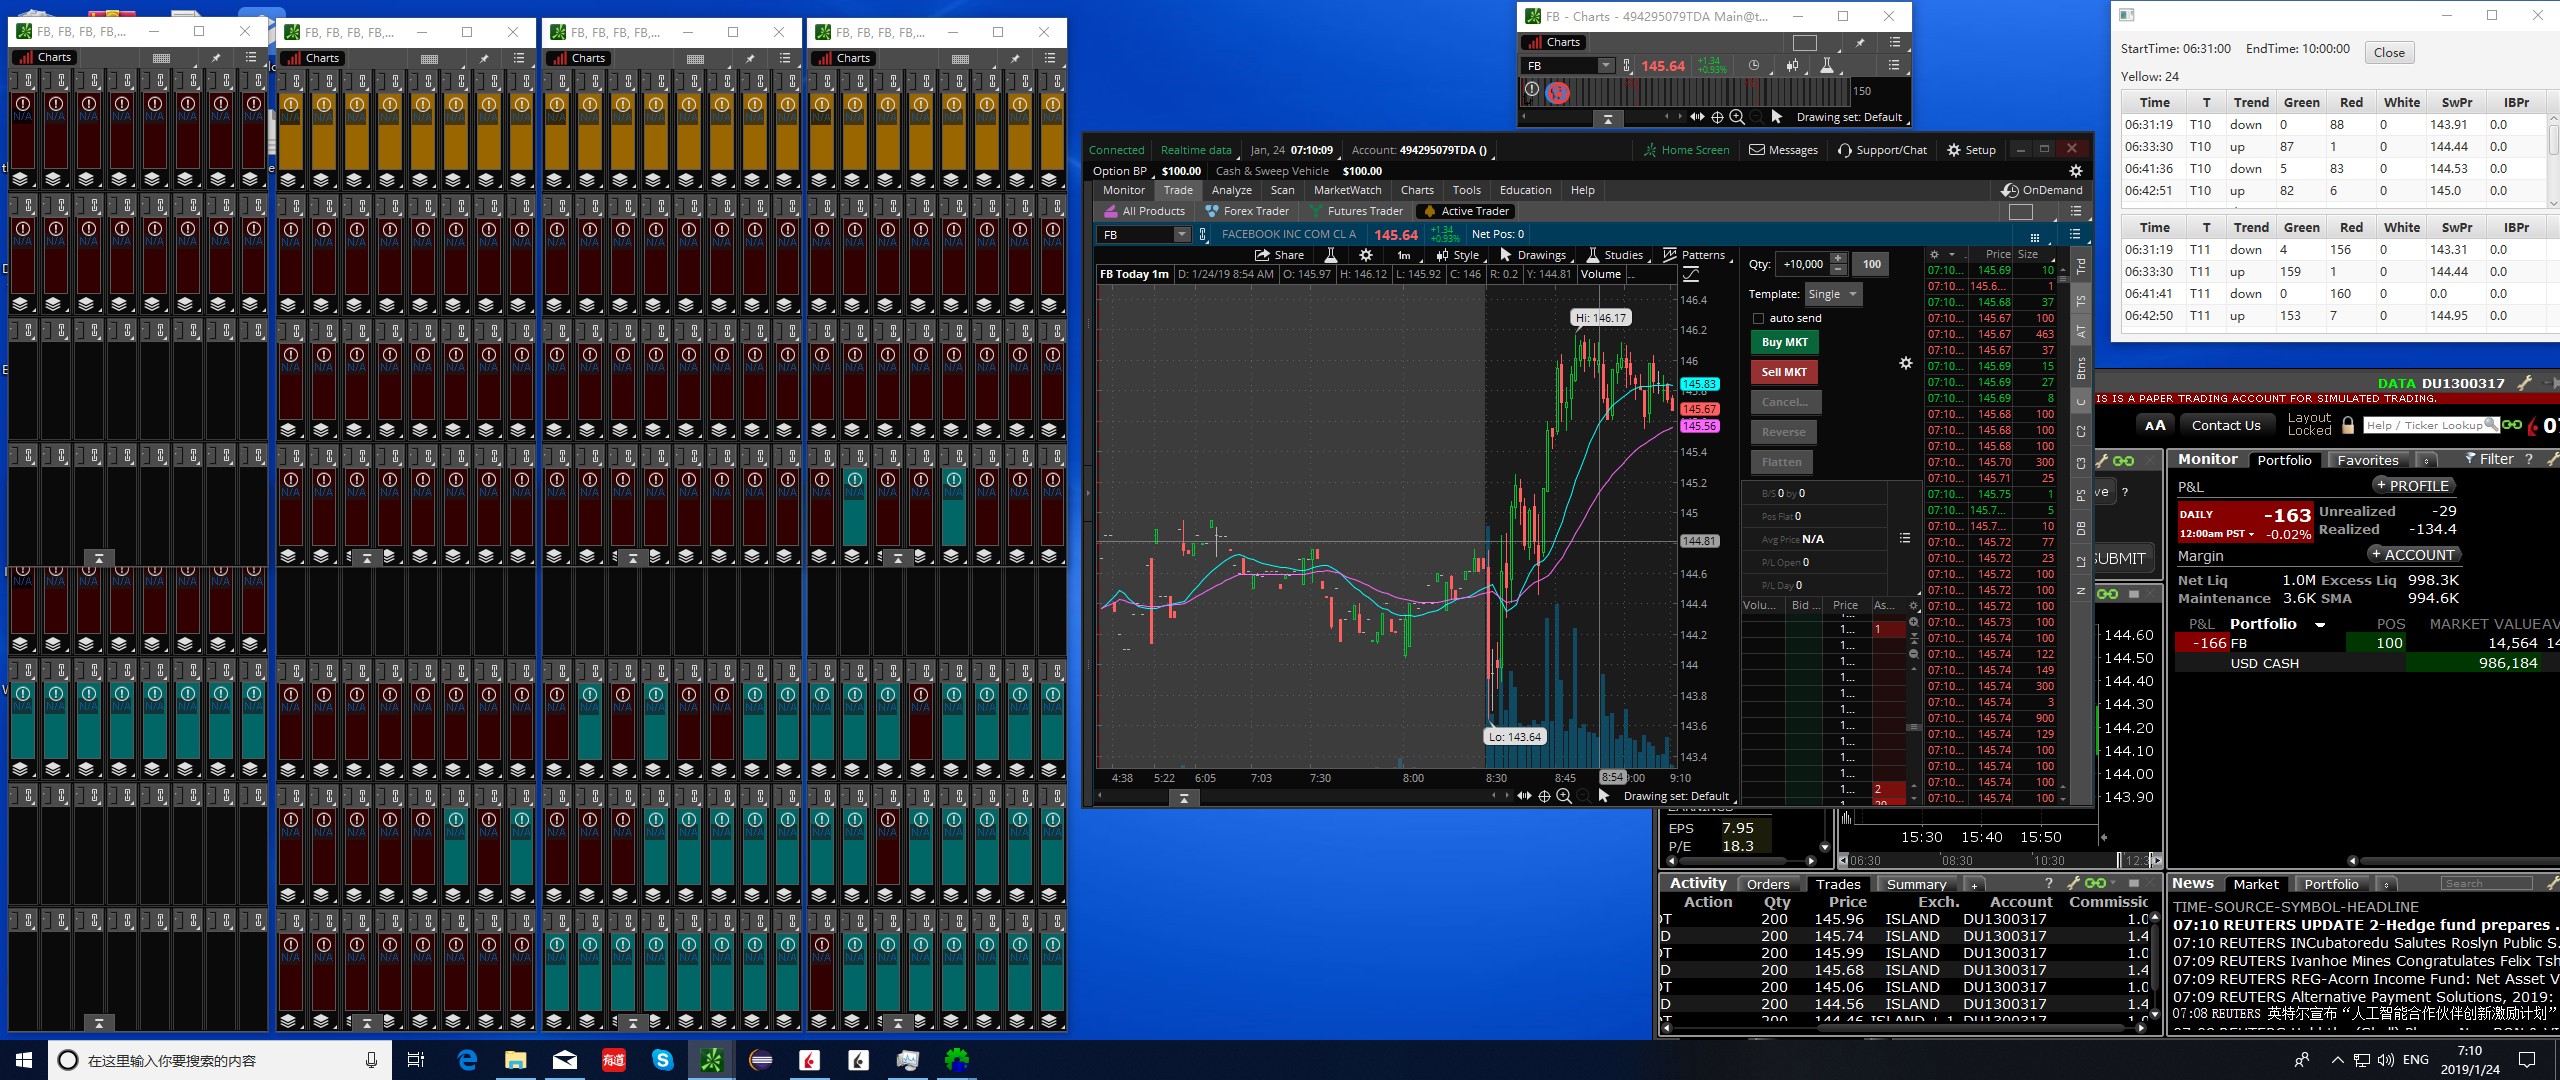 FB, FB, FB, FB,...
FB, FB, FB, FB,...
FB, FB, FB, FB,...
FB, FB, FB, FB,...
Charts
Charts
Charts
Charts
N/A
FB - Charts - 494295079TDA Main@t...
Charts
FB
145.64
+1.34
+0.93%
150
Drawing set: Default
Connected Realtime data Jan, 24 07:10:09 Account: 494295079TDA () Home Screen Messages Support/Chat Setup
Option BP $100.00 Cash & Sweep Vehicle $100.00
Monitor Trade Analyze Scan MarketWatch Charts Tools Education Help OnDemand
All Products Forex Trader Futures Trader Active Trader
FB FACEBOOK INC COM CL A 145.64 +1.34 +0.93% Net Pos: 0
Share 1m Style Drawings Studies Patterns
FB Today 1m D: 1/24/19 8:54 AM O: 145.97 H: 146.12 L: 145.92 C: 146 R: 0.2 Y: 144.81 Volume ...
Hi: 146.17
Lo: 143.64
146.4
146.2
146
145.83
145.67
145.56
145.4
145.2
145
144.81
144.6
144.4
144.2
144
143.8
143.6
143.4
4:38 5:22 6:05 7:03 7:30 8:00 8:30 8:45 8:54 9:10
Drawing set: Default
Qty: +10,000 100
Template: Single
auto send
Buy MKT
Sell MKT
Cancel...
Reverse
Flatten
B/S 0 by 0
Pos Flat 0
Avg Price N/A
P/L Open 0
P/L Day 0
Volu... Bid ... Price As...
1... 1
1... 2
Price Size
07:10... 145.69 10
07:10... 145.6... 1
07:10... 145.68 37
07:10... 145.67 100
07:10... 145.67 463
07:10... 145.67 37
07:10... 145.69 15
07:10... 145.69 27
07:10... 145.69 8
07:10... 145.68 100
07:10... 145.68 100
07:10... 145.68 100
07:10... 145.70 300
07:10... 145.71 25
07:10... 145.75 1
07:10... 145.7... 5
07:10... 145.7... 10
07:10... 145.72 77
07:10... 145.72 23
07:10... 145.72 100
07:10... 145.72 100
07:10... 145.72 100
07:10... 145.73 100
07:10... 145.74 100
07:10... 145.74 122
07:10... 145.74 149
07:10... 145.74 300
07:10... 145.74 3
07:10... 145.74 900
07:10... 145.74 129
07:10... 145.74 100
07:10... 145.74 100
07:10... 145.74 100
07:10... 145.74 100
Trd
TS
AT
Btns
C
C2
C3
PS
DB
L2
N
StartTime: 06:31:00 EndTime: 10:00:00 Close
Yellow: 24
Time T Trend Green Red White SwPr IBPr
06:31:19 T10 down 0 88 0 143.91 0.0
06:33:30 T10 up 87 1 0 144.44 0.0
06:41:36 T10 down 5 83 0 144.53 0.0
06:42:51 T10 up 82 6 0 145.0 0.0
Time T Trend Green Red White SwPr IBPr
06:31:19 T11 down 4 156 0 143.31 0.0
06:33:30 T11 up 159 1 0 144.44 0.0
06:41:41 T11 down 0 160 0 0.0 0.0
06:42:50 T11 up 153 7 0 144.95 0.0
DATA DU1300317
IS IS A PAPER TRADING ACCOUNT FOR SIMULATED TRADING.
AA Contact Us Layout Locked Help / Ticker Lookup
Monitor Portfolio Favorites Filter ?
P&L + PROFILE
DAILY -163 Unrealized -29
12:00am PST -0.02% Realized -134.4
Margin + ACCOUNT
Net Liq 1.0M Excess Liq 998.3K
Maintenance 3.6K SMA 994.6K
P&L Portfolio POS MARKET VALUE AV
-166 FB 100 14,564 14
USD CASH 986,184
SUBMIT
144.60
144.50
144.40
144.30
144.20
144.10
144.00
143.90
15:30 15:40 15:50
06:30 08:30 10:30
EPS 7.95
P/E 18.3
Activity Orders Trades Summary + ?
Action Qty Price Exch. Account Commissic
OT 200 145.96 ISLAND DU1300317 1.0
D 200 145.74 ISLAND DU1300317 1.4
OT 200 145.99 ISLAND DU1300317 1.0
D 200 145.68 ISLAND DU1300317 1.4
OT 200 145.06 ISLAND DU1300317 1.0
D 200 144.56 ISLAND DU1300317 1.4
News Market Portfolio Search
TIME-SOURCE-SYMBOL-HEADLINE
07:10 REUTERS UPDATE 2-Hedge fund prepares .
07:10 REUTERS INCubatoredu Salutes Roslyn Public S.
07:09 REUTERS Ivanhoe Mines Congratulates Felix Tsh
07:09 REUTERS REG-Acorn Income Fund: Net Asset V
07:09 REUTERS Alternative Payment Solutions, 2019:
07:08 REUTERS 英特尔宣布“人工智能合作伙伴创新激励计划”
在这里输入你要搜索的内容
有道
ENG
7:10
2019/1/24